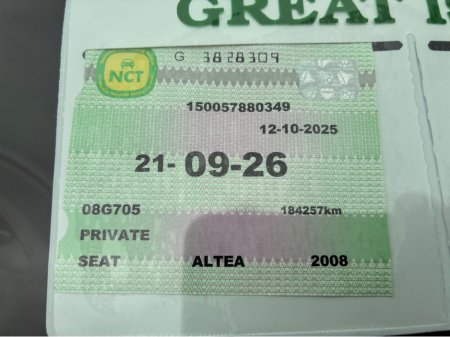 GREAT
G 3828309
NCT
150057880349
12-10-2025
21- 09-26
08G705 184257km
PRIVATE
SEAT ALTEA 2008